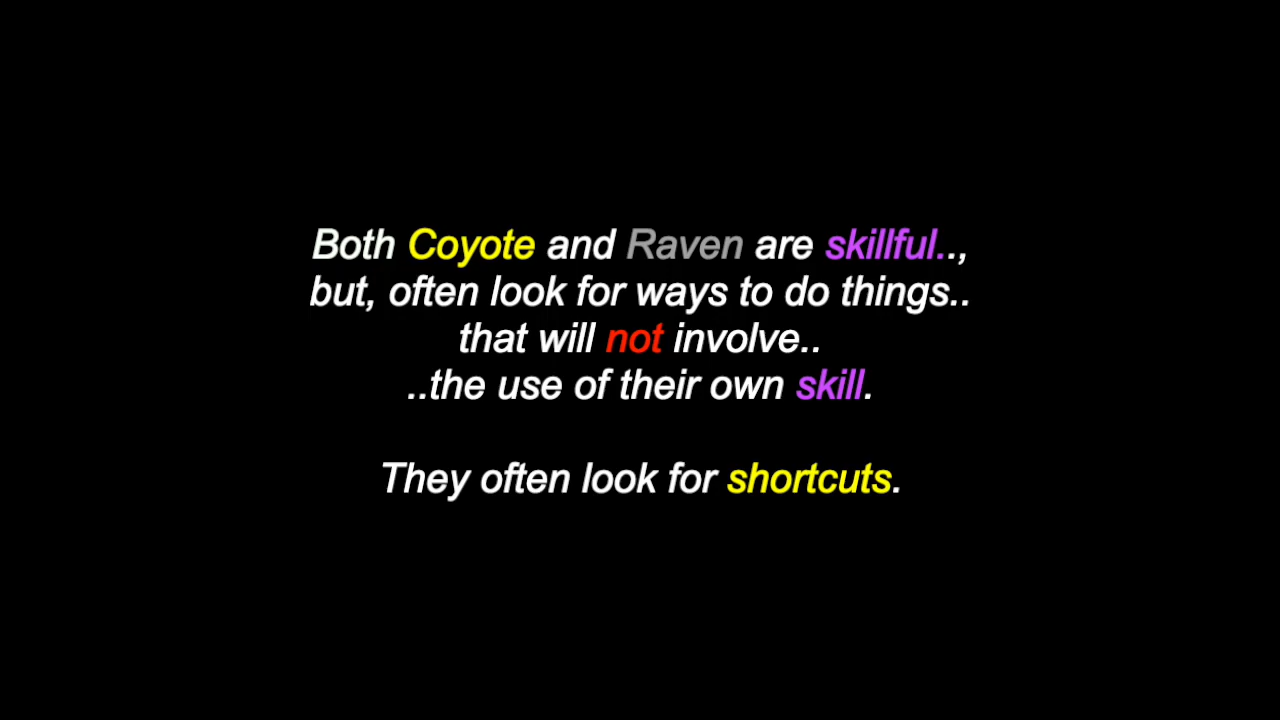 Both Coyote and Raven are skillful..,
but, often look for ways to do things..
that will not involve..
..the use of their own skill.
They often look for shortcuts.